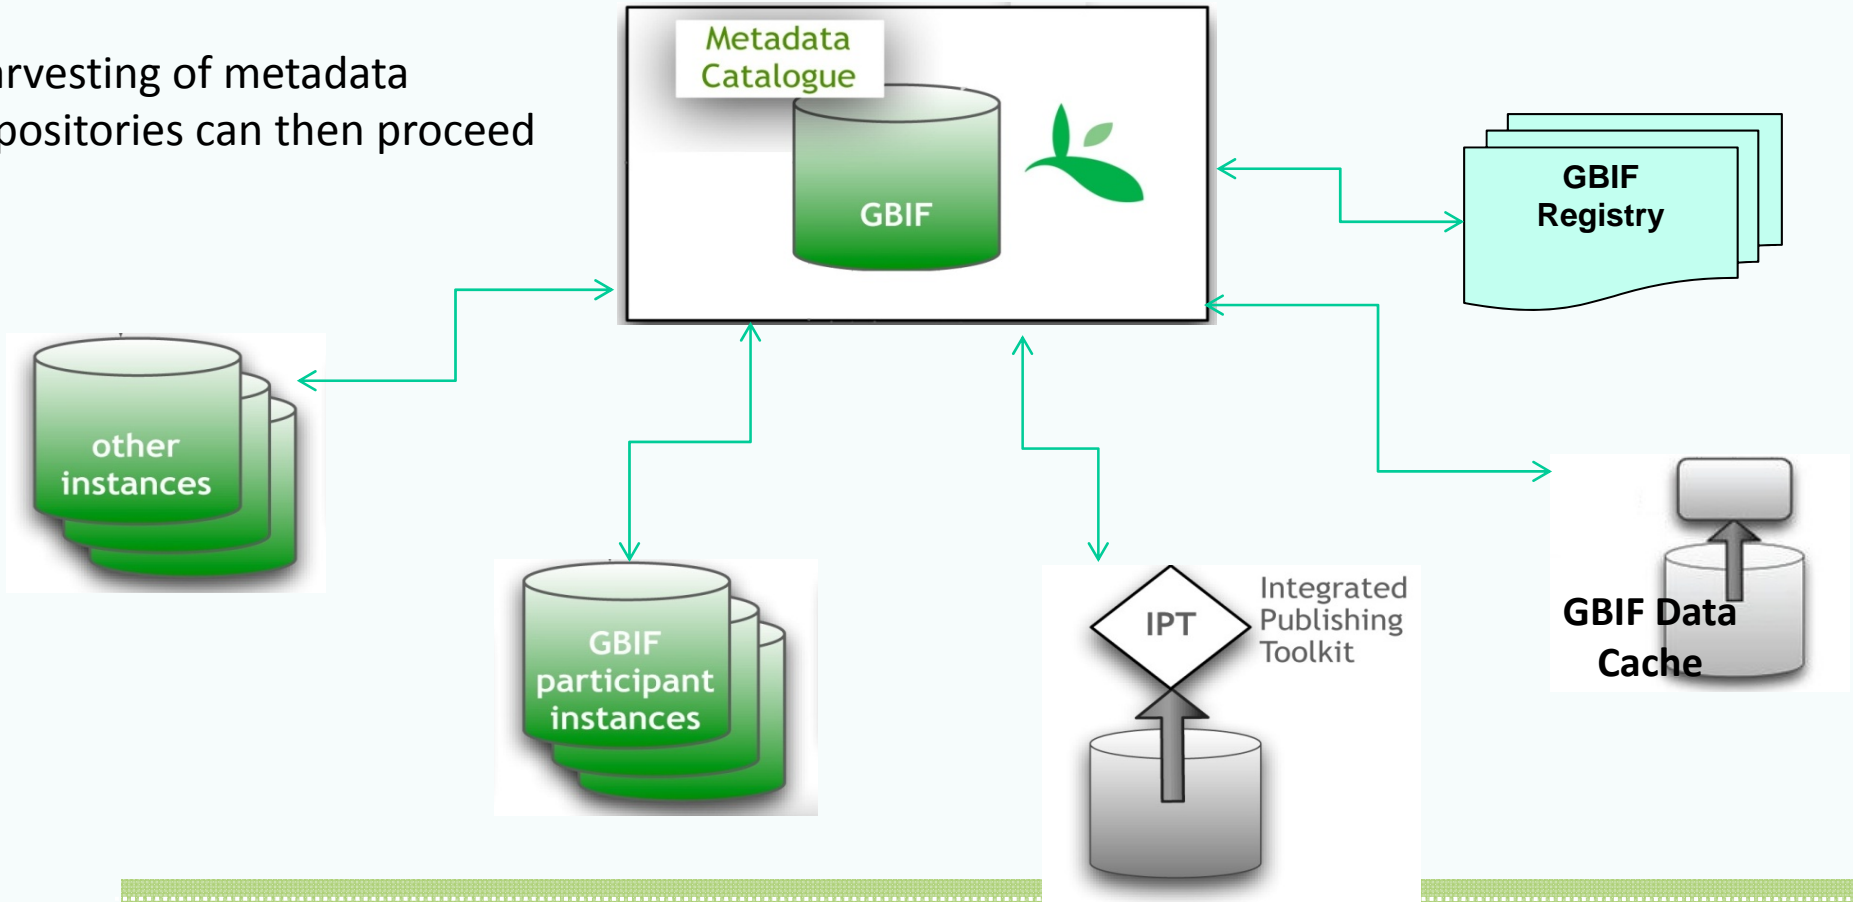 arvesting of metadata
positories can then proceed
Metadata
Catalogue
GBIF
GBIF
Registry
other
instances
GBIF
participant
instances
IPT
Integrated
Publishing
Toolkit
GBIF Data
Cache